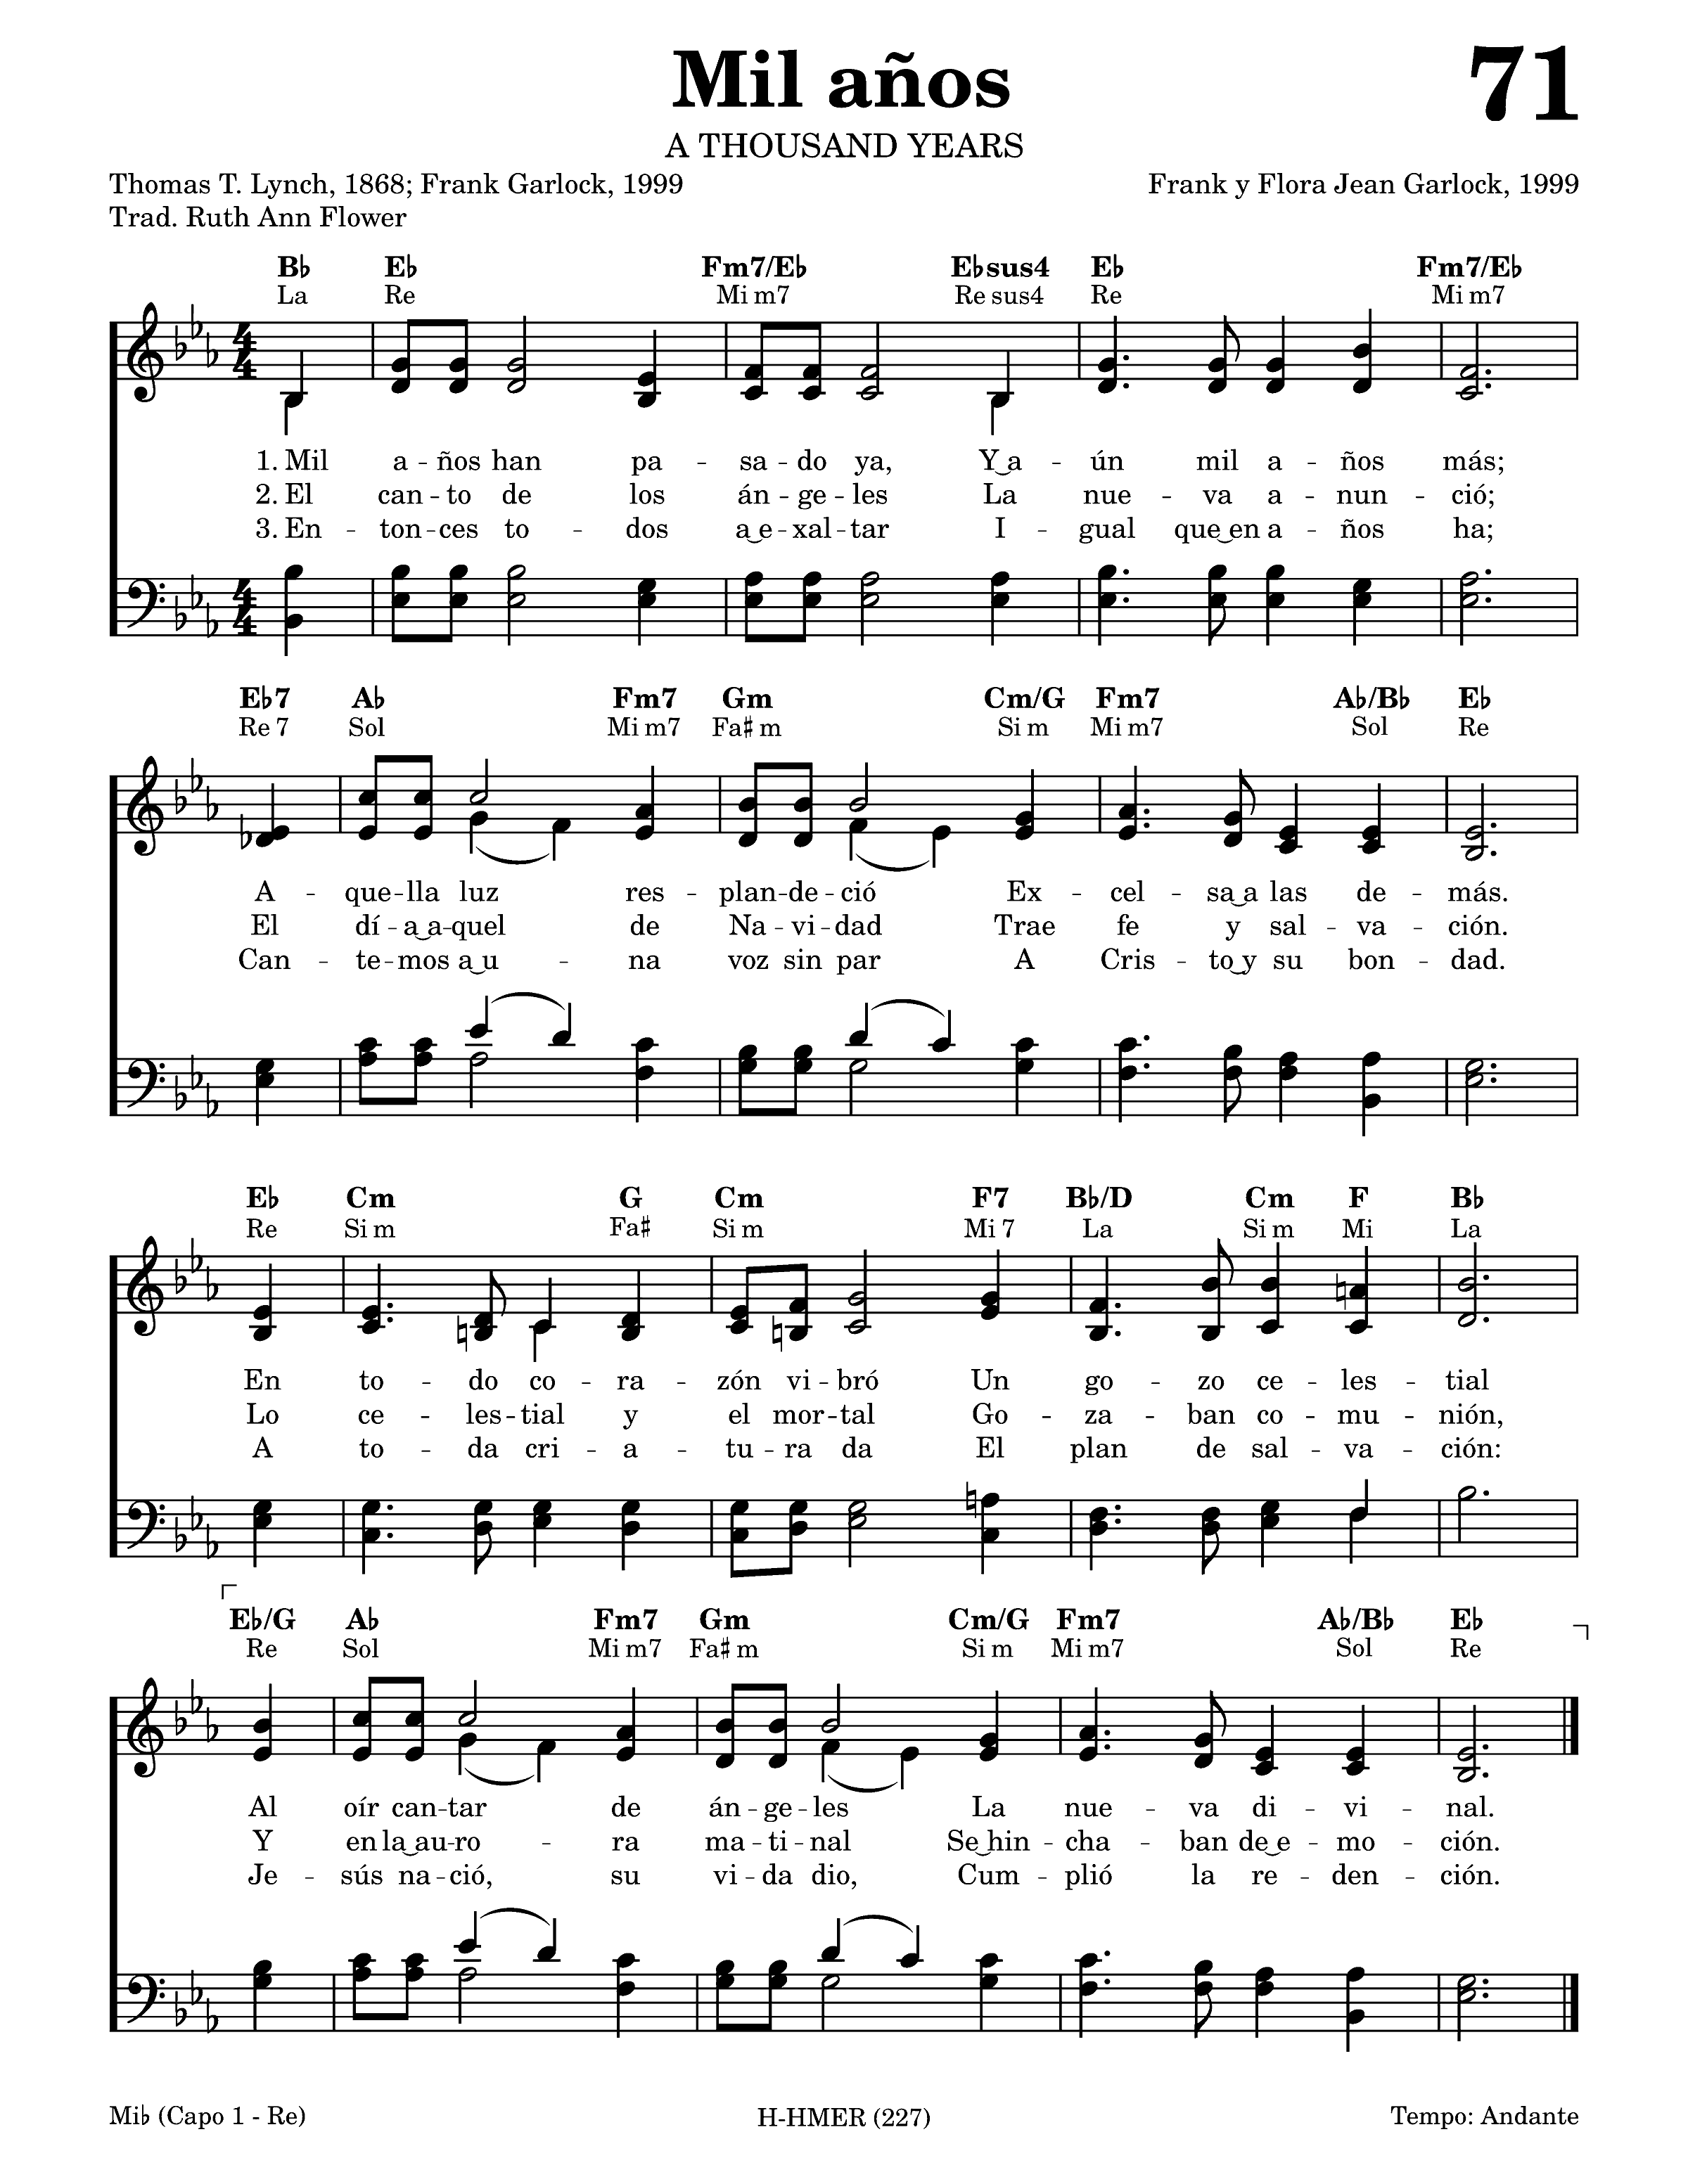 Mil años
71
A THOUSAND YEARS
Thomas T. Lynch, 1868; Frank Garlock, 1999
Frank y Flora Jean Garlock, 1999
Trad. Ruth Ann Flower
B♭ E♭ Fm7/E♭ E♭sus4 E♭ Fm7/E♭
La Re Mi m7 Re sus4 Re Mi m7
1. Mil a -- ños han pa -- sa -- do ya, Y‿a -- ún mil a -- ños más;
2. El can -- to de los án -- ge -- les La nue -- va a -- nun -- ció;
3. En -- ton -- ces to -- dos a‿e -- xal -- tar I -- gual que‿en a -- ños ha;
E♭7 A♭ Fm7 Gm Cm/G Fm7 A♭/B♭ E♭
Re 7 Sol Mi m7 Fa♯ m Si m Mi m7 Sol Re
A -- que -- lla luz res -- plan -- de -- ció Ex -- cel -- sa‿a las de -- más.
El dí -- a‿a -- quel de Na -- vi -- dad Trae fe y sal -- va -- ción.
Can -- te -- mos a‿u -- na voz sin par A Cris -- to‿y su bon -- dad.
E♭ Cm G Cm F7 B♭/D Cm F B♭
Re Si m Fa♯ Si m Mi 7 La Si m Mi La
En to -- do co -- ra -- zón vi -- bró Un go -- zo ce -- les -- tial
Lo ce -- les -- tial y el mor -- tal Go -- za -- ban co -- mu -- nión,
A to -- da cri -- a -- tu -- ra da El plan de sal -- va -- ción:
E♭/G A♭ Fm7 Gm Cm/G Fm7 A♭/B♭ E♭
Re Sol Mi m7 Fa♯ m Si m Mi m7 Sol Re
Al oír can -- tar de án -- ge -- les La nue -- va di -- vi -- nal.
Y en la‿au -- ro -- ra ma -- ti -- nal Se‿hin -- cha -- ban de‿e -- mo -- ción.
Je -- sús na -- ció, su vi -- da dio, Cum -- plió la re -- den -- ción.
Mi♭ (Capo 1 - Re)
H-HMER (227)
Tempo: Andante